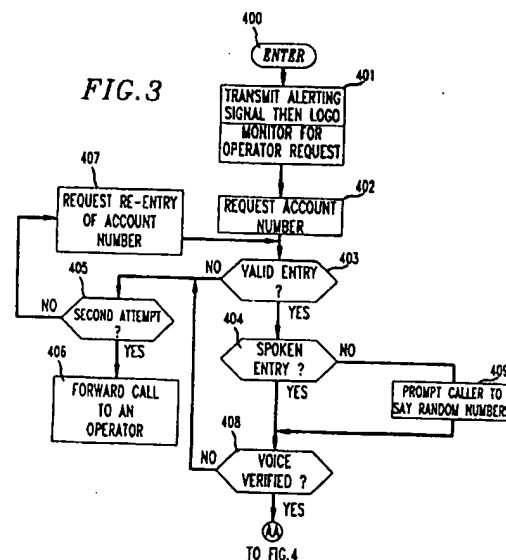 400
ENTER
FIG.3
401
TRANSMIT ALERTING
SIGNAL THEN LOGO
MONITOR FOR
OPERATOR REQUEST
407
REQUEST RE-ENTRY
OF ACCOUNT
NUMBER
402
REQUEST ACCOUNT
NUMBER
403
NO
VALID ENTRY
?
405
YES
NO
SECOND ATTEMPT
?
404
SPOKEN
ENTRY ?
NO
406
YES
FORWARD CALL
TO AN
OPERATOR
409
PROMPT CALLER TO
SAY RANDOM NUMBERS
YES
408
NO
VOICE
VERIFIED ?
YES
AA
TO FIG.4